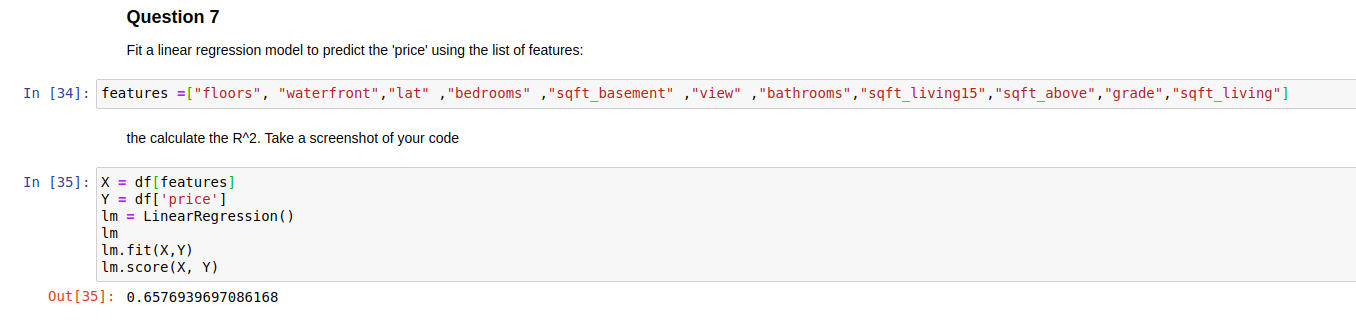 Question 7
Fit a linear regression model to predict the 'price' using the list of features:
In [34]: features =["floors", "waterfront","lat" ,"bedrooms" ,"sqft_basement" ,"view" ,"bathrooms","sqft_living15","sqft_above","grade","sqft_living"]
the calculate the R^2. Take a screenshot of your code
In [35]: X = df[features]
Y = df['price']
lm = LinearRegression()
lm
lm.fit(X,Y)
lm.score(X, Y)
Out[35]: 0.6576939697086168